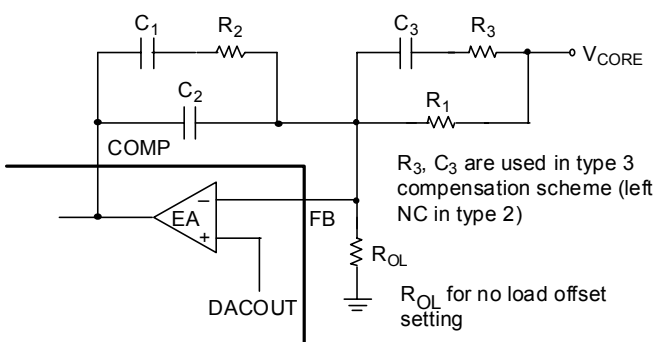 C1 R2 C3 R3
VCORE
C2 R1
COMP
R3, C3 are used in type 3
compensation scheme (left
NC in type 2)
EA
−
+
FB
ROL
DACOUT
ROL for no load offset
setting